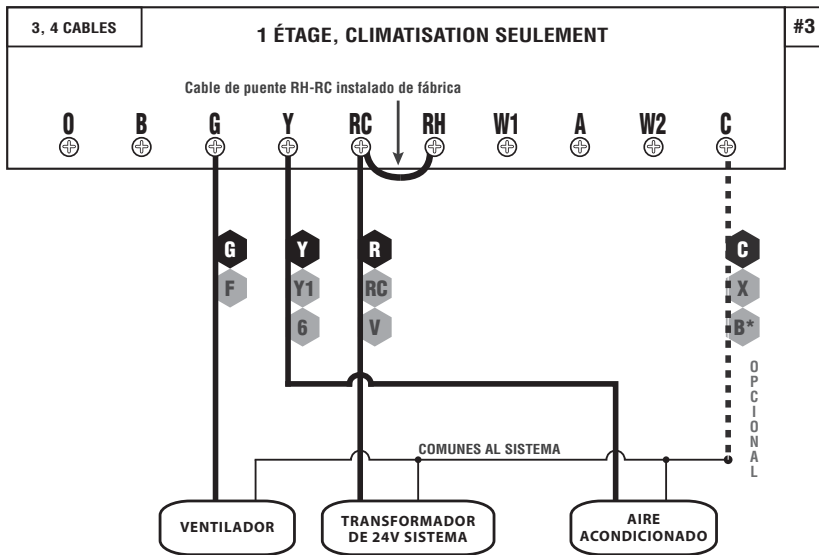 3, 4 CABLES
1 ÉTAGE, CLIMATISATION SEULEMENT
#3
Cable de puente RH-RC instalado de fábrica
O B G Y RC RH W1 A W2 C
G Y R C
F Y1 RC X
6 V B*
OPCIONAL
COMUNES AL SISTEMA
VENTILADOR
TRANSFORMADOR
DE 24V SISTEMA
AIRE
ACONDICIONADO